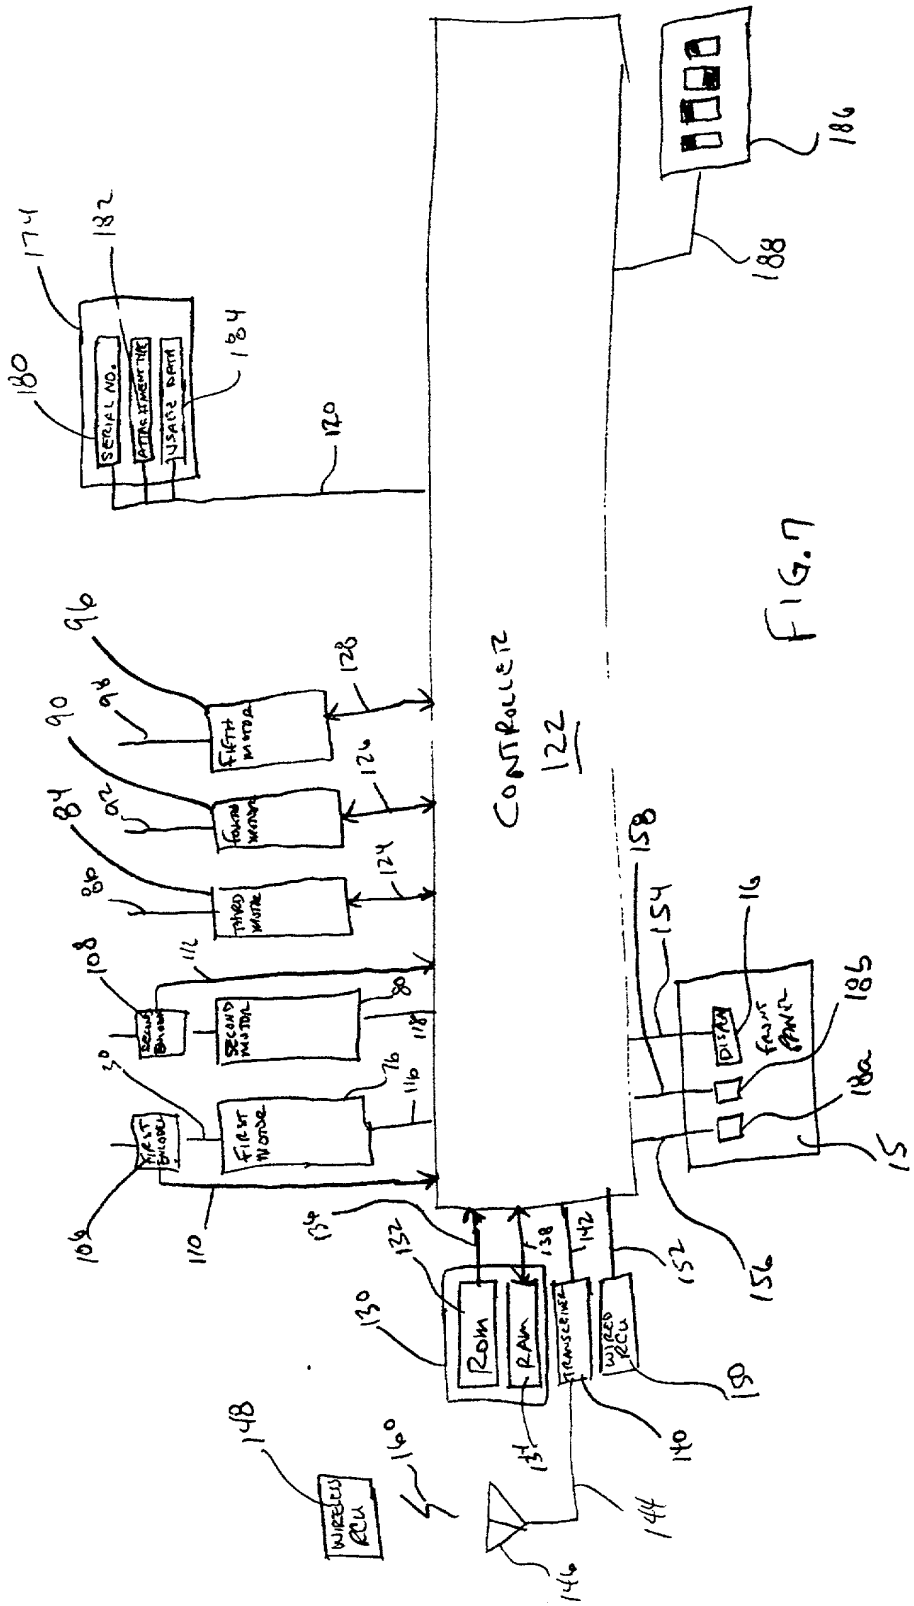 148
WIRELESS
RCU
160
146
144
130
132
134
ROM
RAM
134
138
TRANSCEIVER
140
142
WIRED
RCU
150
152
106
FIRST
ENCODER
110
30
FIRST
MOTOR
76
116
108
SECOND
ENCODER
112
SECOND
MOTOR
80
118
84
86
THIRD
MOTOR
124
90
92
FOURTH
MOTOR
126
96
98
FIFTH
MOTOR
128
174
180
182
SERIAL NO.
ATTACHMENT TYPE
USAGE DATA
184
120
CONTROLLER
122
156
158
154
DISPLAY
16
FRONT
PANEL
15
18a
18b
188
186
FIG. 7